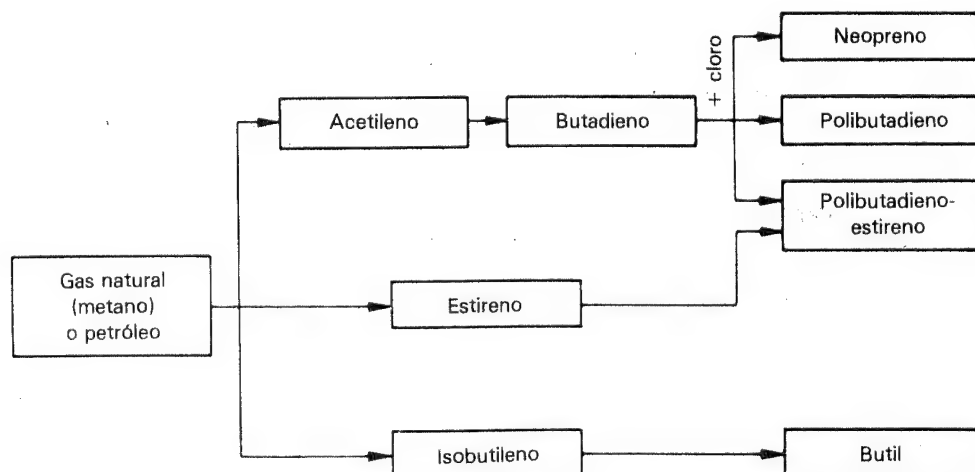 Neopreno
+ cloro
Acetileno
Butadieno
Polibutadieno
Polibutadieno-
estireno
Gas natural
(metano)
o petróleo
Estireno
Isobutileno
Butil